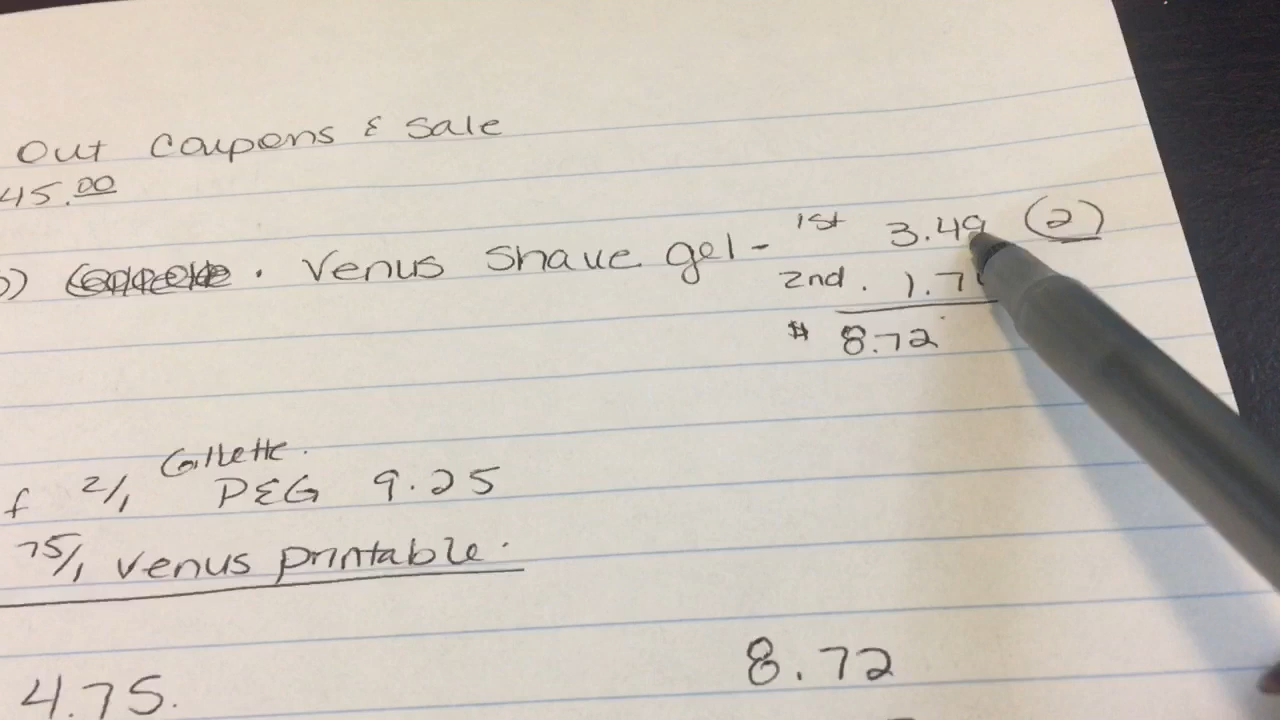 Out Coupons & Sale
45.00
Venus Shave gel - 1st 3.49 (2)
2nd. 1.7
$ 8.72
Gillette.
f 2/1 P&G 9.25
75/1 Venus printable.
4.75.
8.72